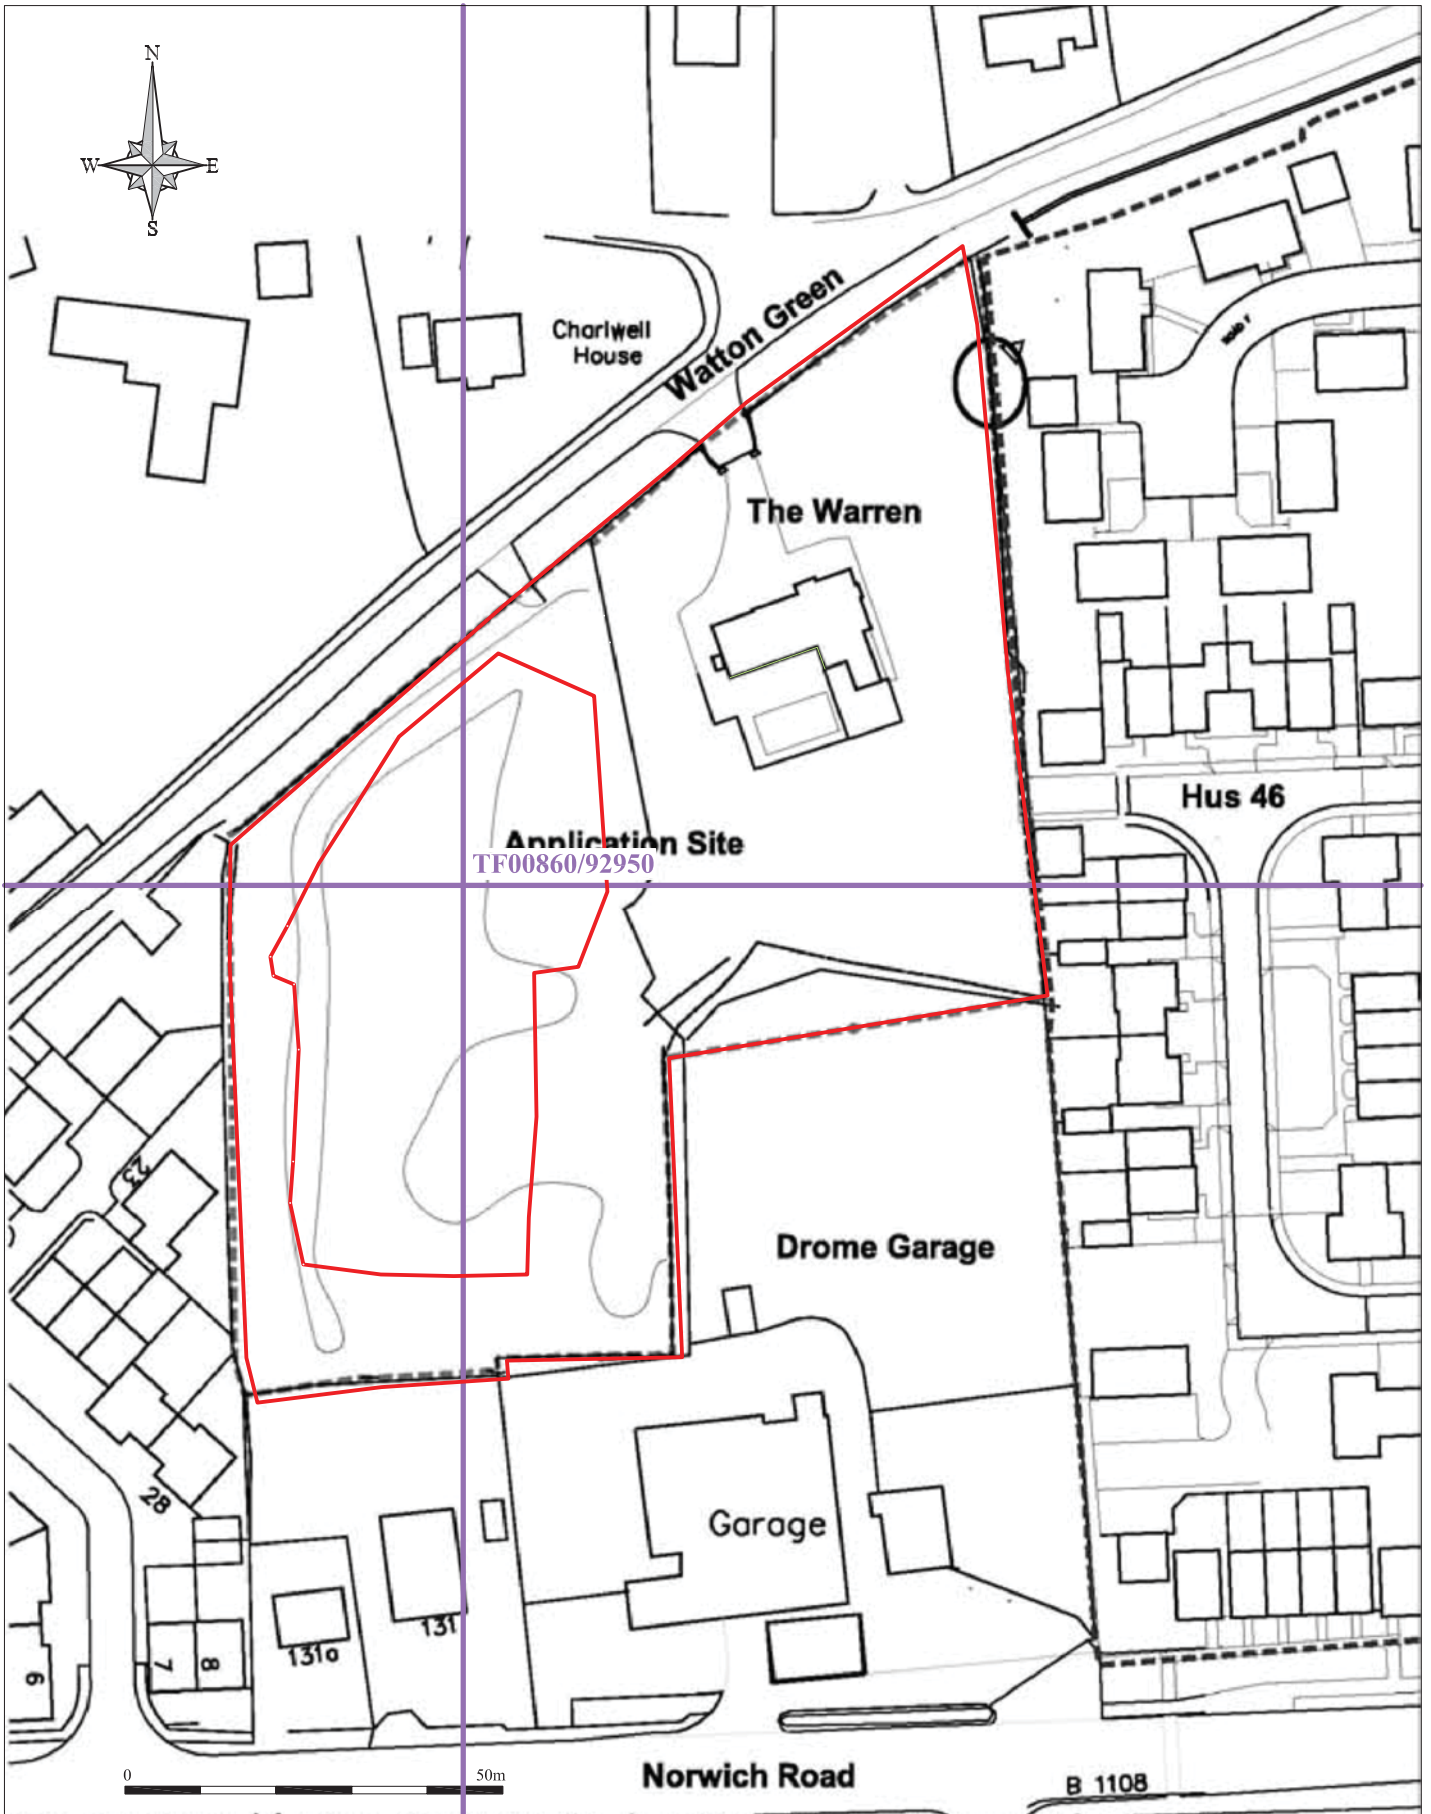 N
W
E
S
Charlwell
House
Watton Green
The Warren
Hus 46
Application Site
TF00860/92950
23
Drome Garage
28
Garage
131
131a
7
8
6
0
50m
Norwich Road
B 1108